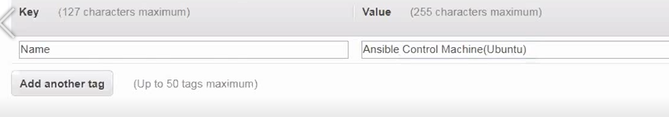 Key (127 characters maximum) Value (255 characters maximum)
Name Ansible Control Machine(Ubuntu)
Add another tag (Up to 50 tags maximum)